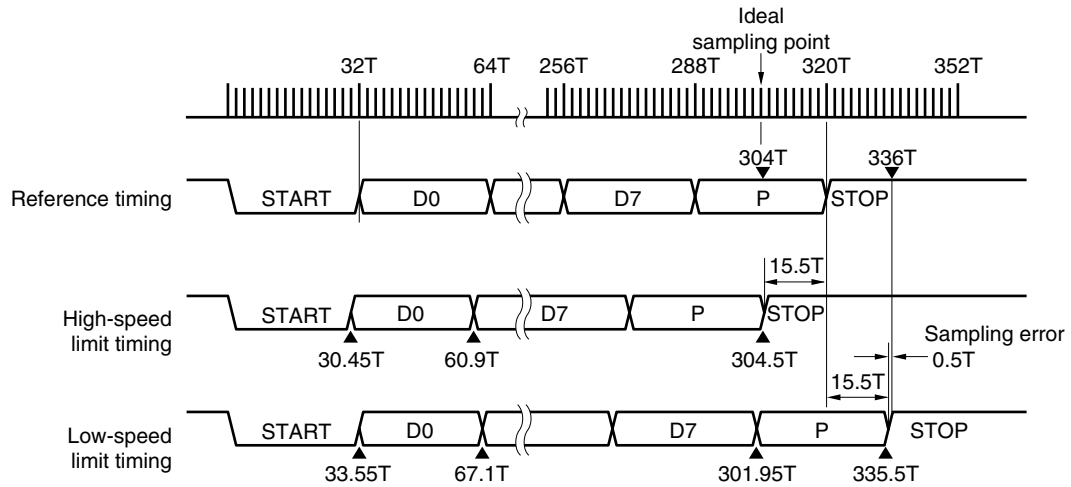 Ideal
sampling point
32T 64T 256T 288T 320T 352T
304T 336T
Reference timing START D0 D7 P STOP
15.5T
High-speed
limit timing
START D0 D7 P STOP
30.45T 60.9T 304.5T
Sampling error
0.5T
15.5T
Low-speed
limit timing
START D0 D7 P STOP
33.55T 67.1T 301.95T 335.5T